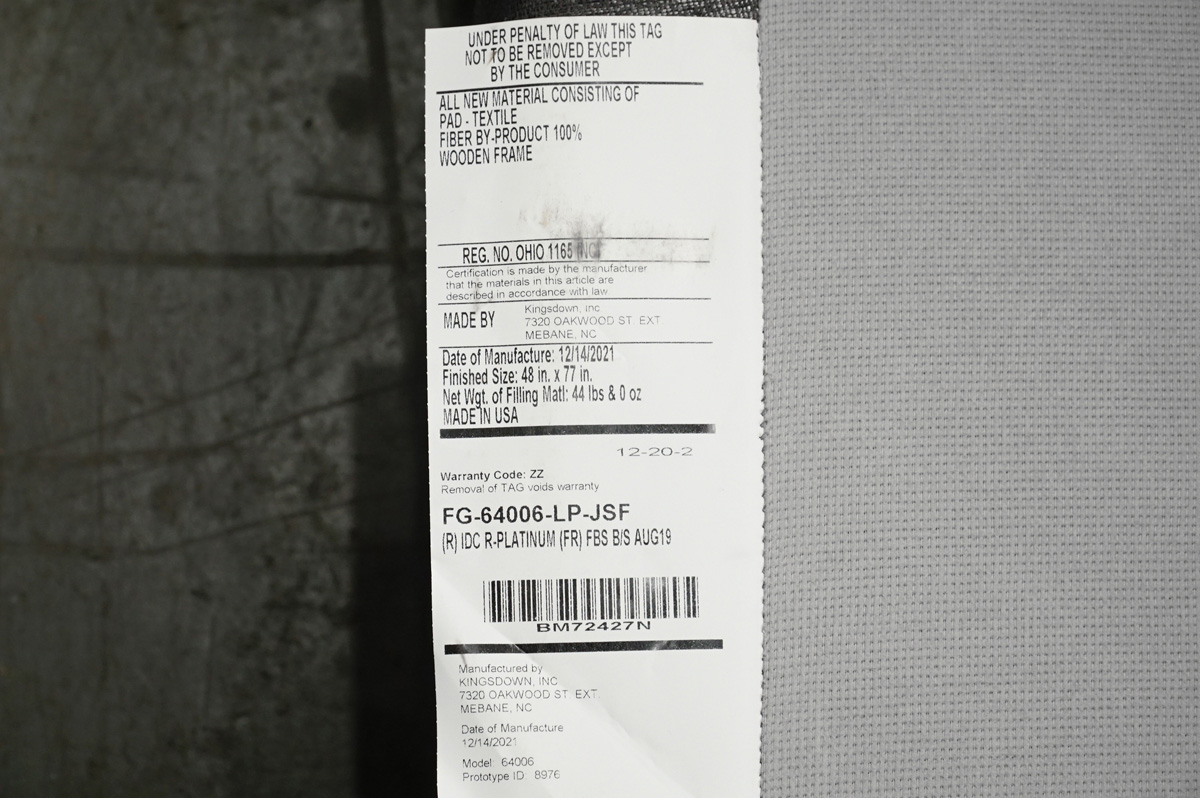 UNDER PENALTY OF LAW THIS TAG
NOT TO BE REMOVED EXCEPT
BY THE CONSUMER
ALL NEW MATERIAL CONSISTING OF
PAD - TEXTILE
FIBER BY-PRODUCT 100%
WOODEN FRAME
REG. NO. OHIO 1165 (NC)
Certification is made by the manufacturer
that the materials in this article are
described in accordance with law
MADE BY
Kingsdown, Inc
7320 OAKWOOD ST. EXT.
MEBANE, NC
Date of Manufacture: 12/14/2021
Finished Size: 48 in. x 77 in.
Net Wgt. of Filling Matl: 44 lbs & 0 oz
MADE IN USA
12-20-2
Warranty Code: ZZ
Removal of TAG voids warranty
FG-64006-LP-JSF
(R) IDC R-PLATINUM (FR) FBS B/S AUG19
BM72427N
Manufactured by
KINGSDOWN, INC
7320 OAKWOOD ST. EXT.
MEBANE, NC
Date of Manufacture
12/14/2021
Model: 64006
Prototype ID: 8976